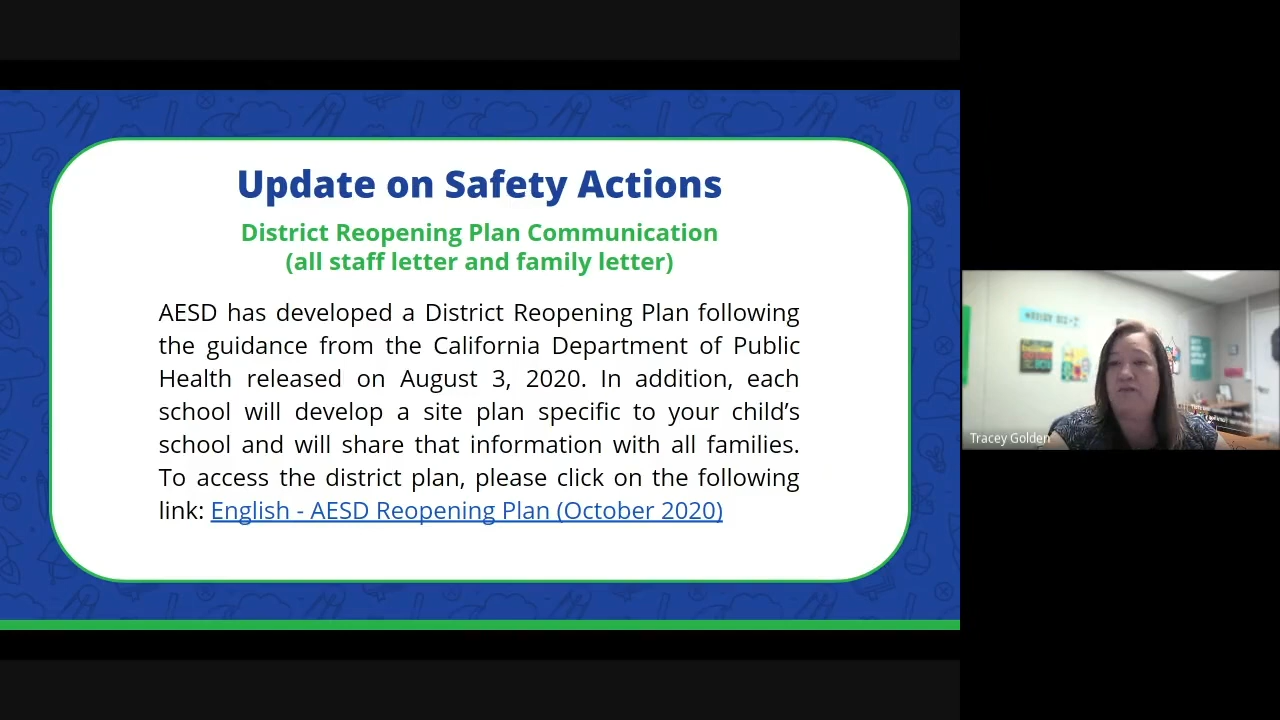 Update on Safety Actions
District Reopening Plan Communication
(all staff letter and family letter)
AESD has developed a District Reopening Plan following
the guidance from the California Department of Public
Health released on August 3, 2020. In addition, each
school will develop a site plan specific to your child's
school and will share that information with all families.
To access the district plan, please click on the following
link: English - AESD Reopening Plan (October 2020)
Tracey Golden